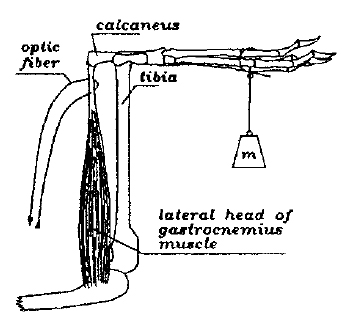 calcaneus
optic
fiber
tibia
m
lateral head of
gastrocnemius
muscle